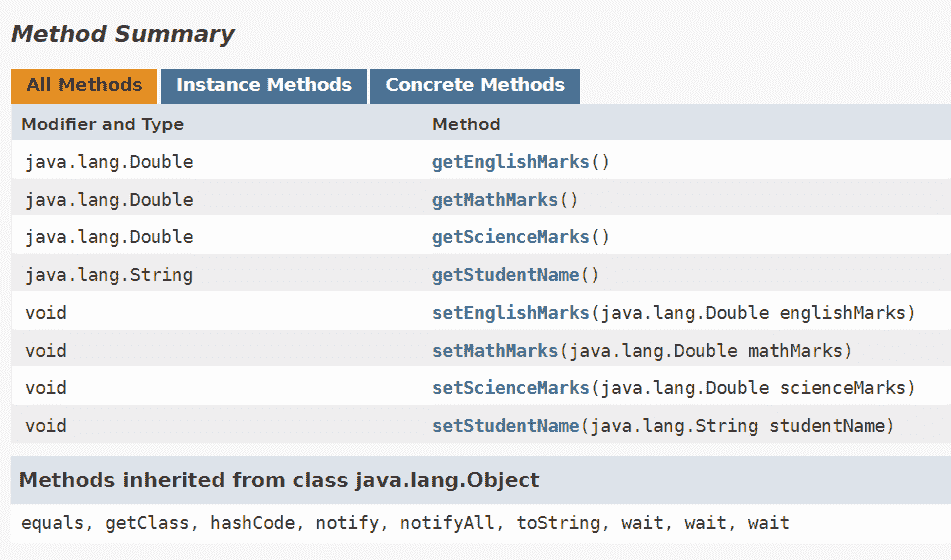 Method Summary
All Methods Instance Methods Concrete Methods
Modifier and Type Method
java.lang.Double getEnglishMarks()
java.lang.Double getMathMarks()
java.lang.Double getScienceMarks()
java.lang.String getStudentName()
void setEnglishMarks(java.lang.Double englishMarks)
void setMathMarks(java.lang.Double mathMarks)
void setScienceMarks(java.lang.Double scienceMarks)
void setStudentName(java.lang.String studentName)
Methods inherited from class java.lang.Object
equals, getClass, hashCode, notify, notifyAll, toString, wait, wait, wait